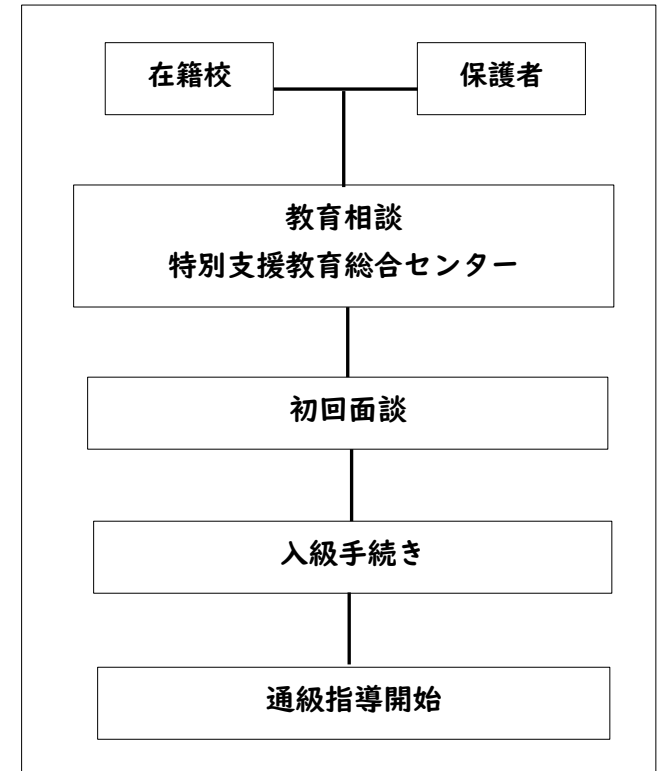 在籍校
保護者
教育相談
特別支援教育総合センター
初回面談
入級手続き
通級指導開始